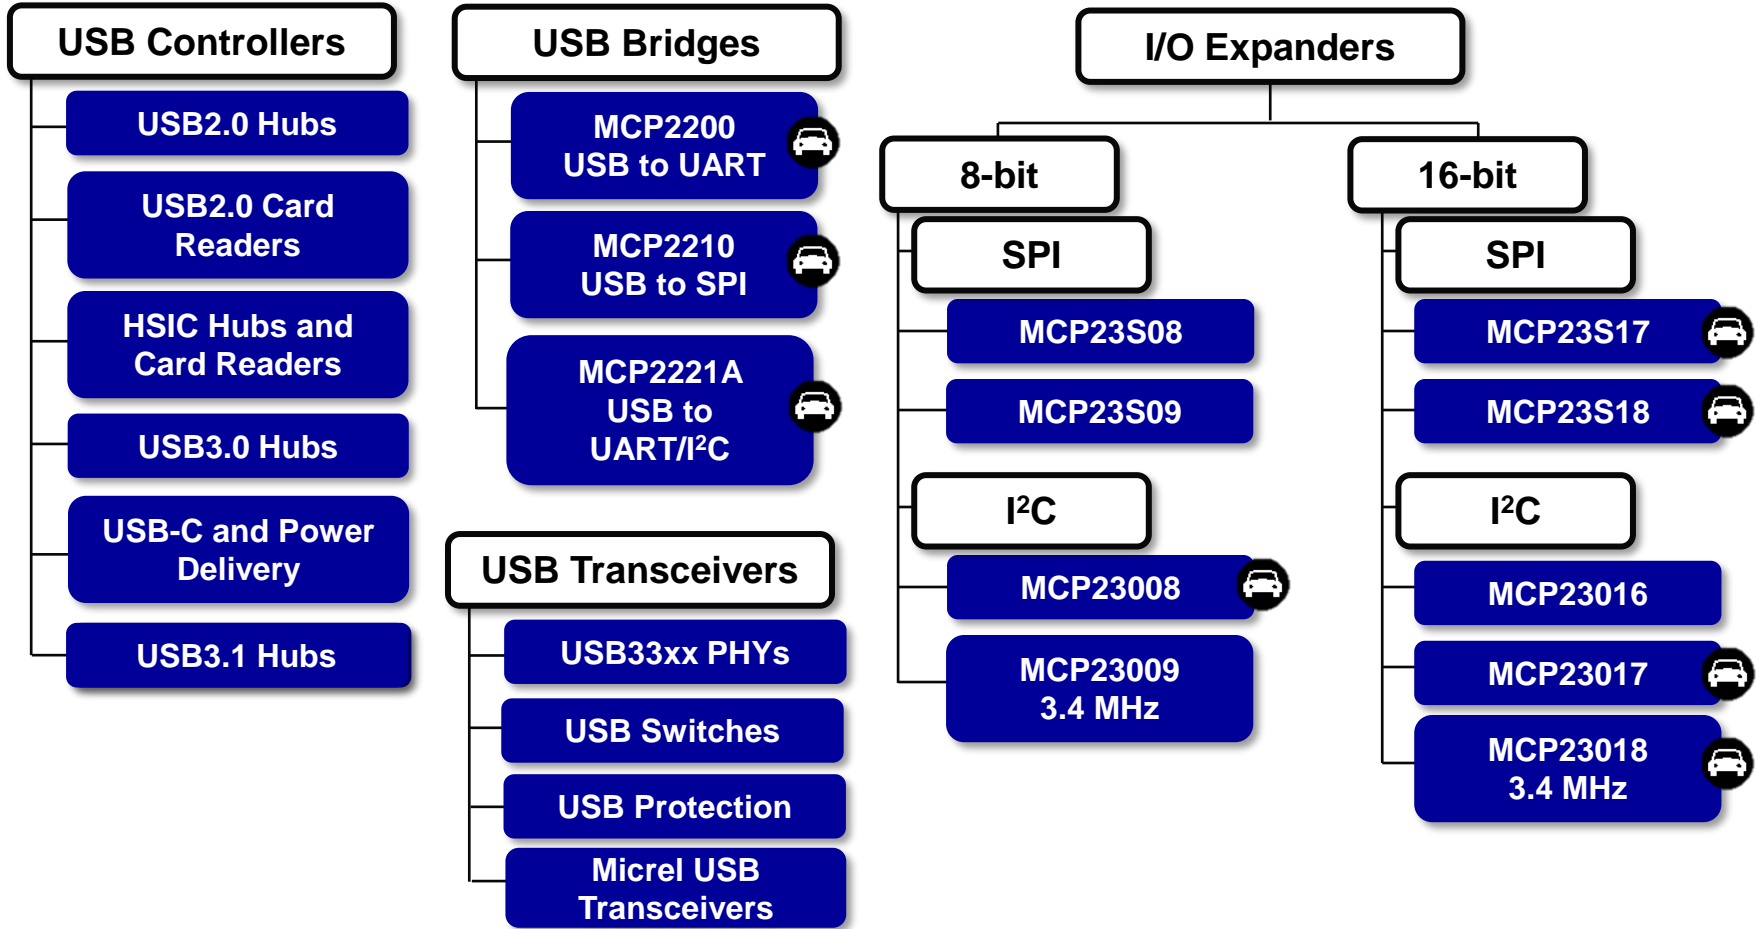 USB Controllers
USB2.0 Hubs
USB2.0 Card
Readers
HSIC Hubs and
Card Readers
USB3.0 Hubs
USB-C and Power
Delivery
USB3.1 Hubs
USB Bridges
MCP2200
USB to UART
MCP2210
USB to SPI
MCP2221A
USB to
UART/I²C
USB Transceivers
USB33xx PHYs
USB Switches
USB Protection
Micrel USB
Transceivers
I/O Expanders
8-bit
SPI
MCP23S08
MCP23S09
I²C
MCP23008
MCP23009
3.4 MHz
16-bit
SPI
MCP23S17
MCP23S18
I²C
MCP23016
MCP23017
MCP23018
3.4 MHz